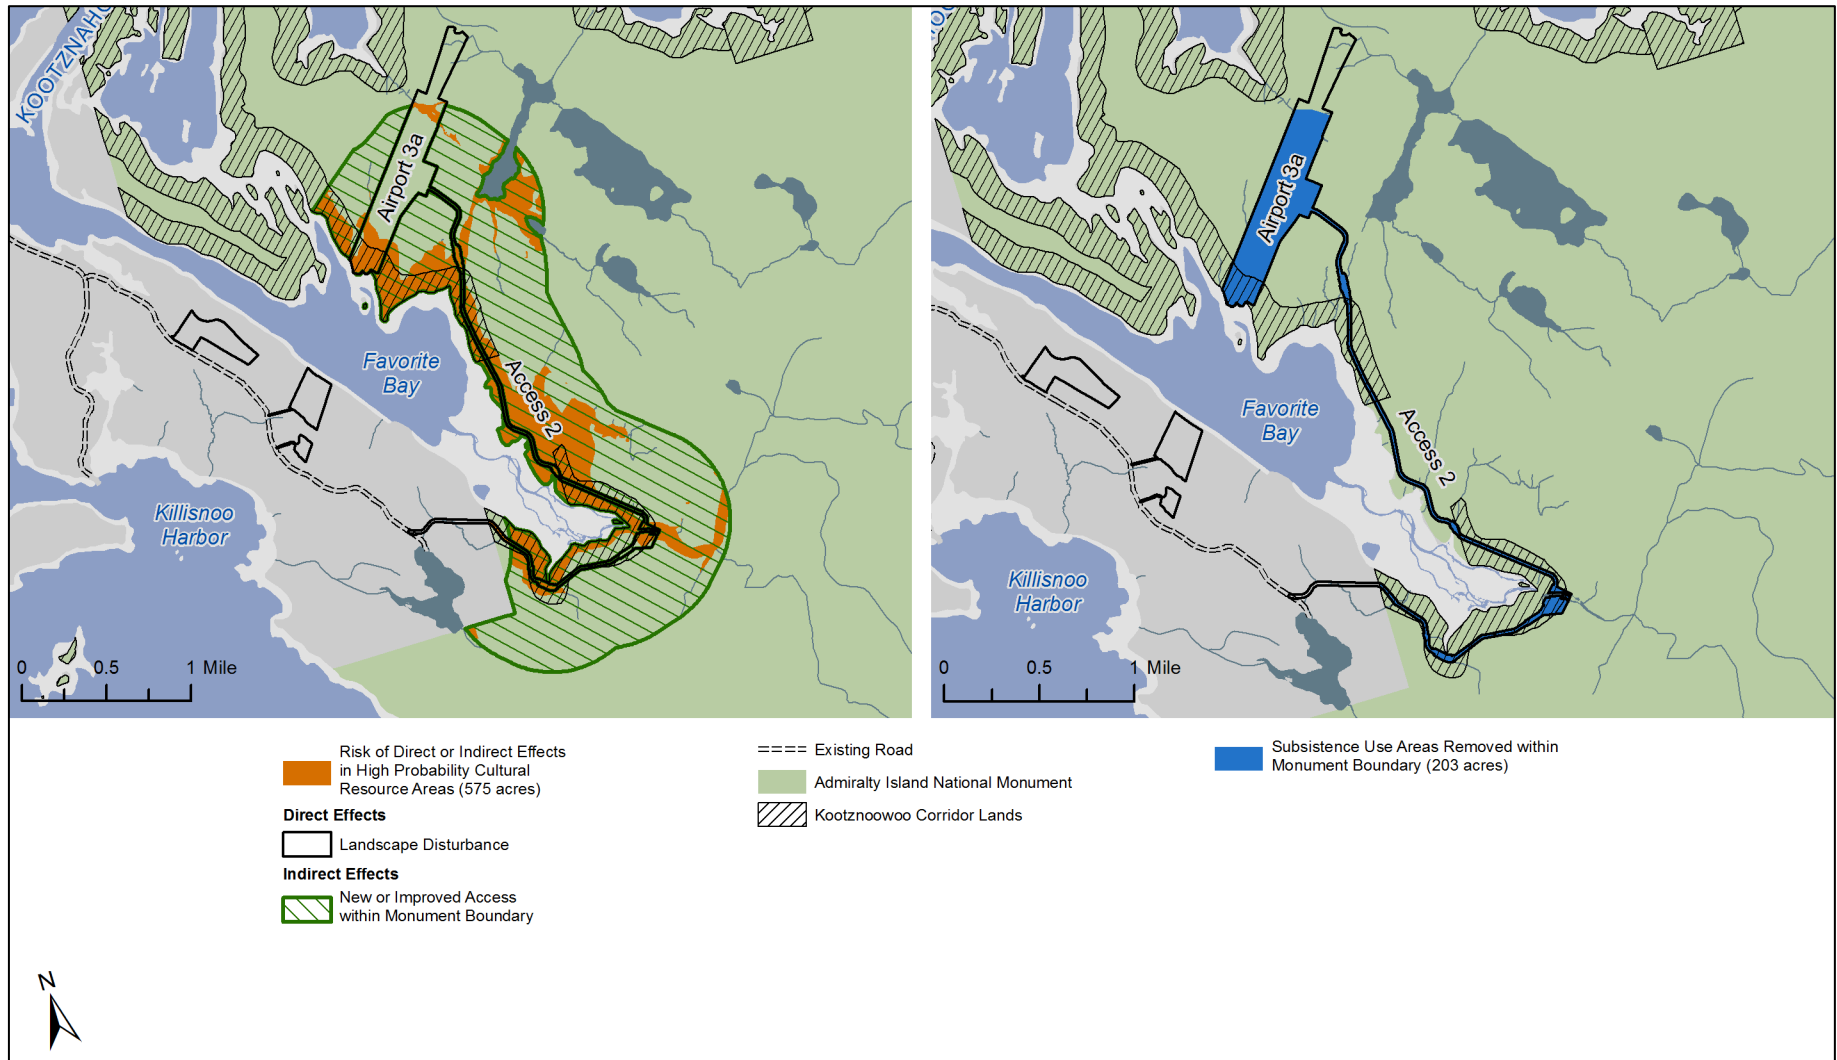 KOOTZNAHO
Airport 3a
Access 2
Favorite
Bay
Killisnoo
Harbor
0 0.5 1 Mile
Airport 3a
Access 2
Favorite
Bay
Killisnoo
Harbor
0 0.5 1 Mile
Risk of Direct or Indirect Effects
in High Probability Cultural
Resource Areas (575 acres)
Direct Effects
Landscape Disturbance
Indirect Effects
New or Improved Access
within Monument Boundary
Existing Road
Admiralty Island National Monument
Kootznoowoo Corridor Lands
Subsistence Use Areas Removed within
Monument Boundary (203 acres)
N